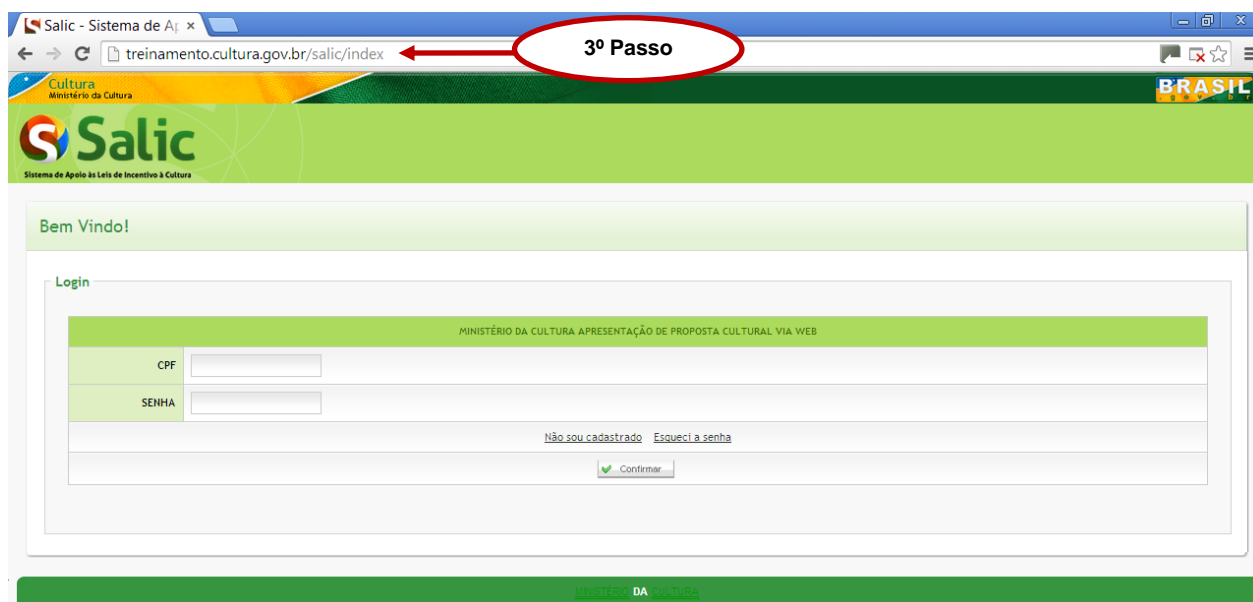 Salic - Sistema de Ap
treinamento.cultura.gov.br/salic/index
3º Passo
Cultura
Ministério da Cultura
BRASIL
. g o v . b r
Salic
Sistema de Apoio às Leis de Incentivo à Cultura
Bem Vindo!
Login
MINISTÉRIO DA CULTURA APRESENTAÇÃO DE PROPOSTA CULTURAL VIA WEB
CPF
SENHA
Não sou cadastrado Esqueci a senha
Confirmar
MINISTÉRIO DA CULTURA